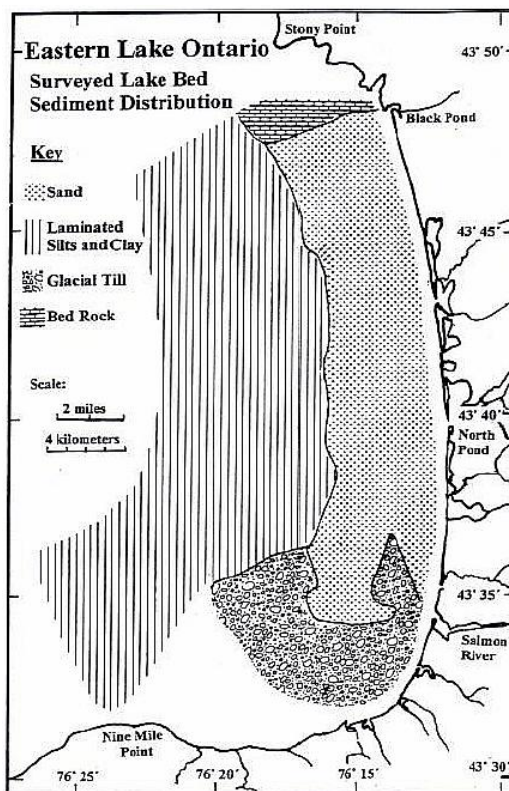 Stony Point
Eastern Lake Ontario
43° 50'
Surveyed Lake Bed
Sediment Distribution
Black Pond
Key
Sand
43° 45'
Laminated
Silts and Clay
Glacial Till
Bed Rock
Scale:
2 miles
43° 40'
North
Pond
4 kilometers
43° 35'
Salmon
River
Nine Mile
Point
76° 25'
76° 20'
76° 15'
43° 30'